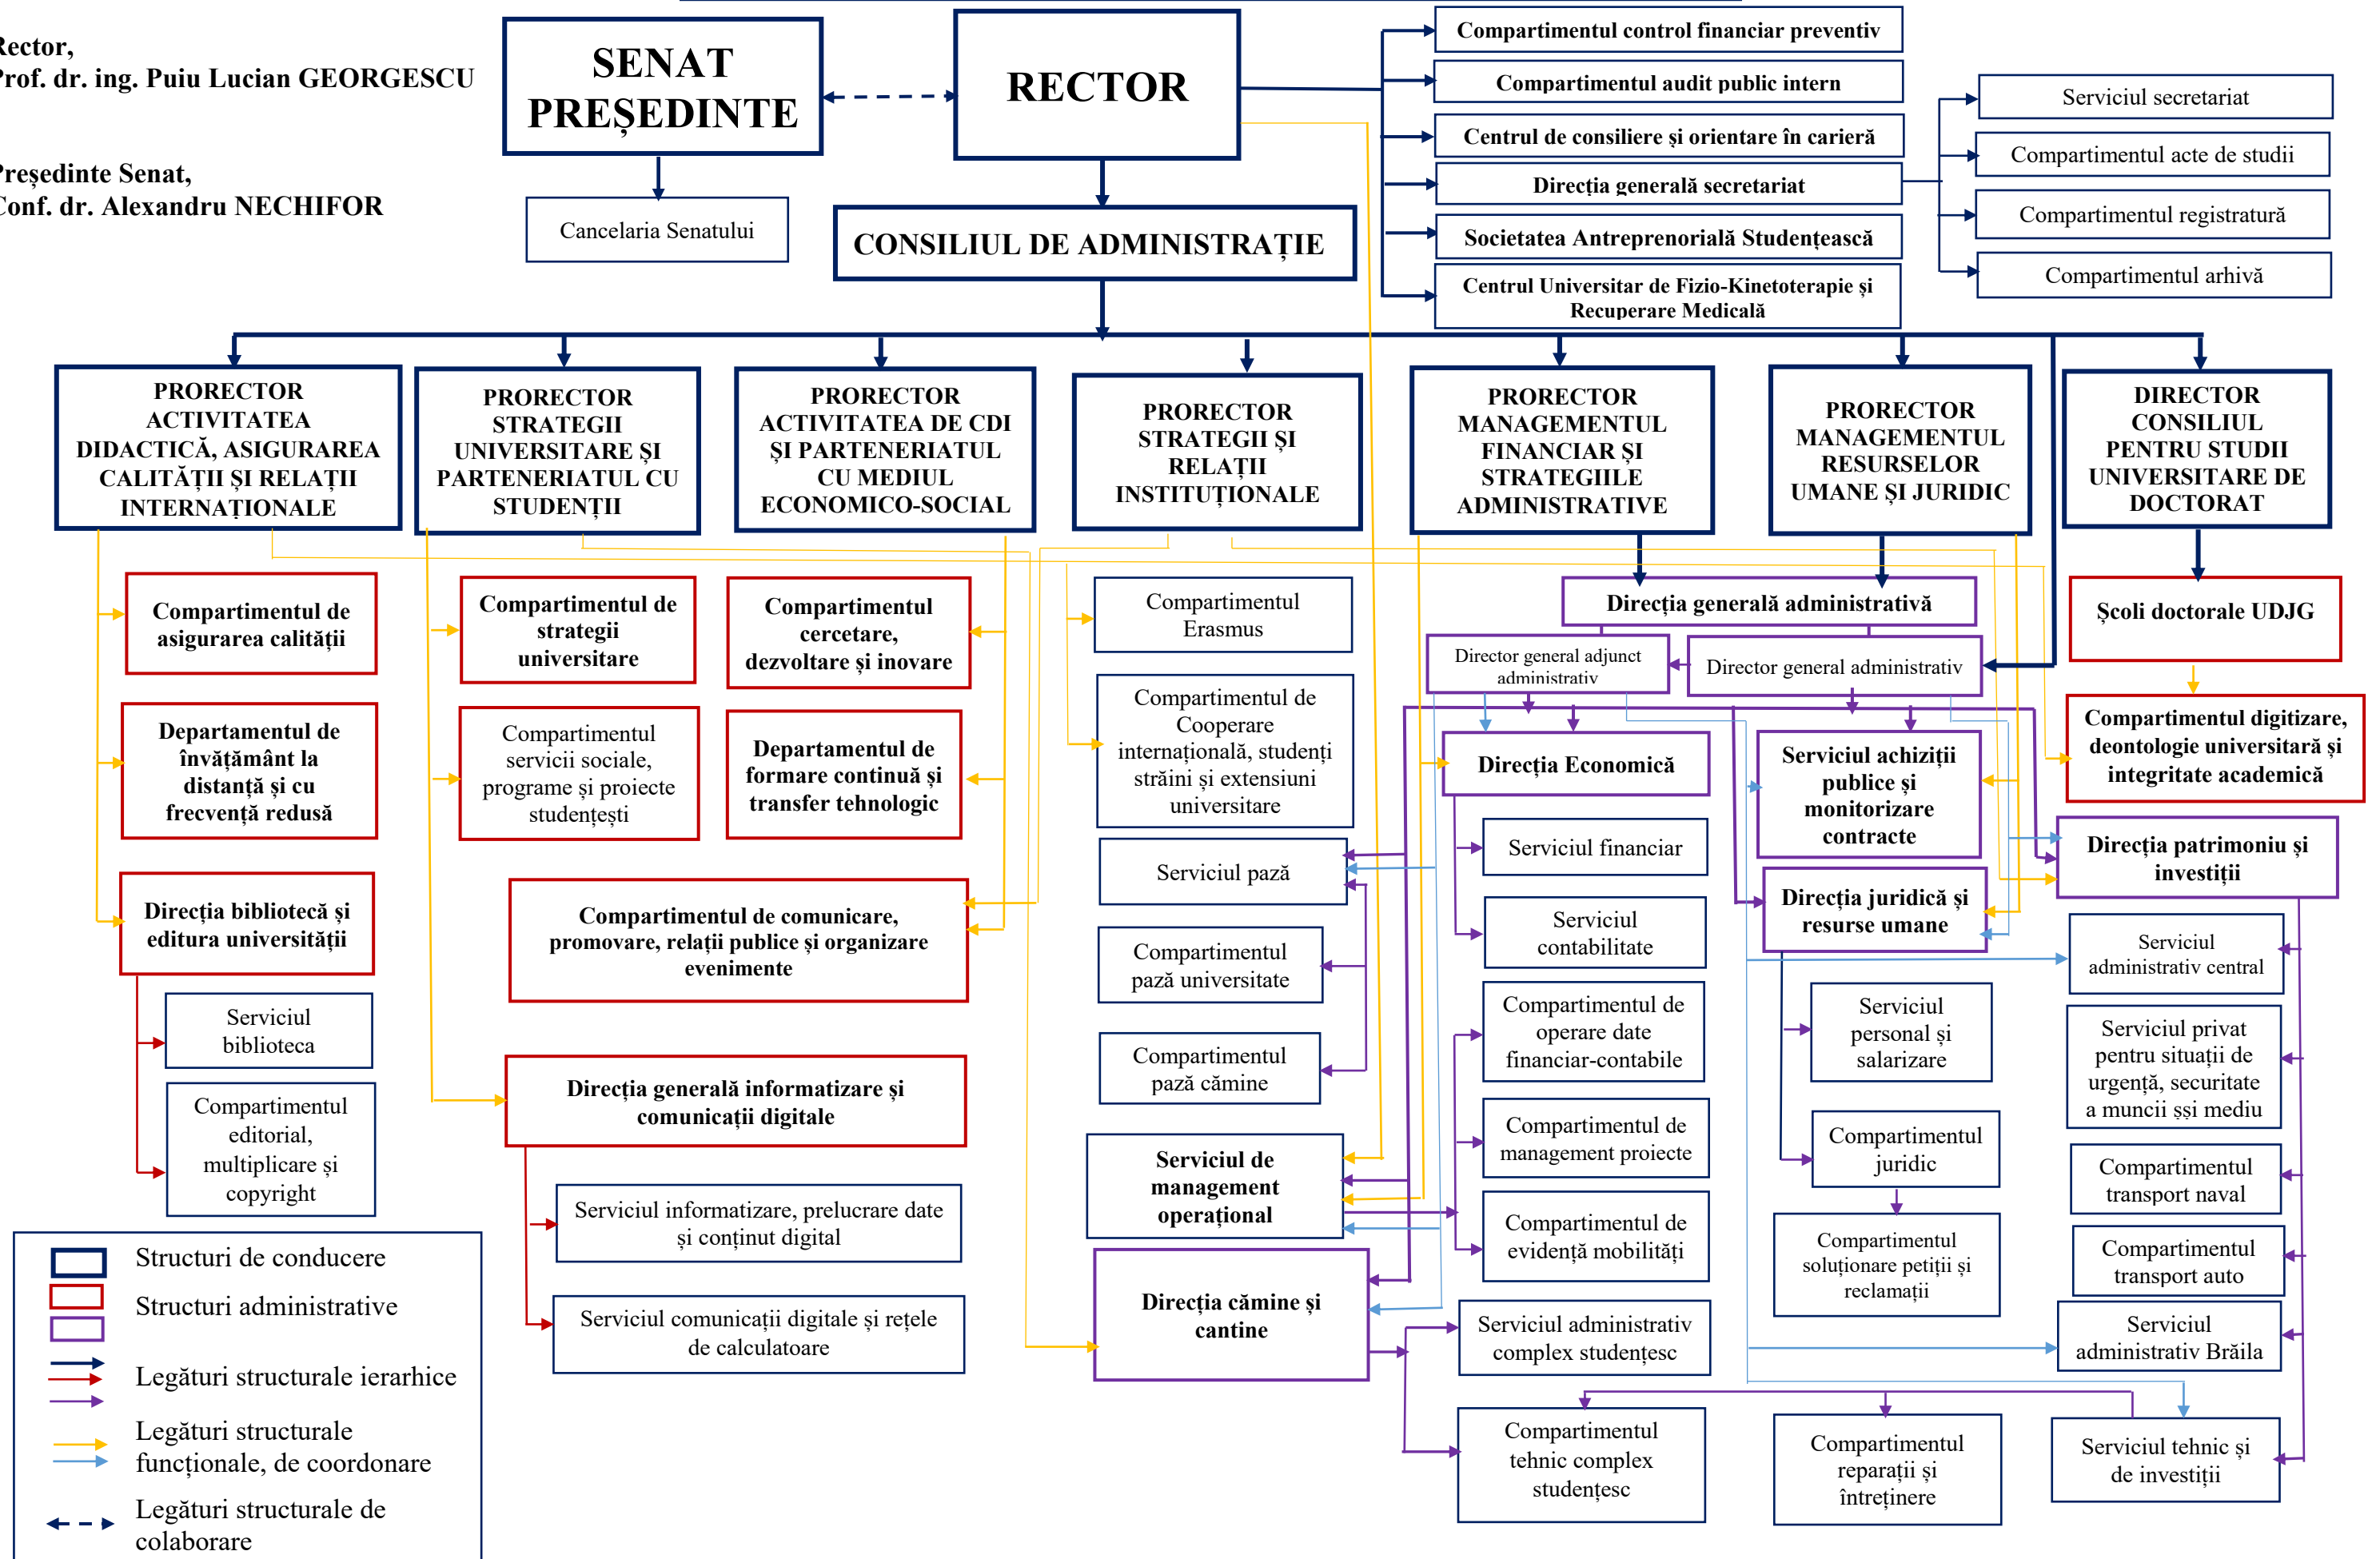 Rector,
Prof. dr. ing. Puiu Lucian GEORGESCU
Președinte Senat,
Conf. dr. Alexandru NECHIFOR
SENAT
PREȘEDINTE
RECTOR
Cancelaria Senatului
CONSILIUL DE ADMINISTRAȚIE
Compartimentul control financiar preventiv
Compartimentul audit public intern
Centrul de consiliere și orientare în carieră
Direcția generală secretariat
Societatea Antreprenorială Studențească
Centrul Universitar de Fizio-Kinetoterapie și
Recuperare Medicală
Serviciul secretariat
Compartimentul acte de studii
Compartimentul registratură
Compartimentul arhivă
PRORECTOR
ACTIVITATEA
DIDACTICĂ, ASIGURAREA
CALITĂȚII ȘI RELAȚII
INTERNAȚIONALE
PRORECTOR
STRATEGII
UNIVERSITARE ȘI
PARTENERIATUL CU
STUDENȚII
PRORECTOR
ACTIVITATEA DE CDI
ȘI PARTENERIATUL
CU MEDIUL
ECONOMICO-SOCIAL
PRORECTOR
STRATEGII ȘI
RELAȚII
INSTITUȚIONALE
PRORECTOR
MANAGEMENTUL
FINANCIAR ȘI
STRATEGIILE
ADMINISTRATIVE
PRORECTOR
MANAGEMENTUL
RESURSELOR
UMANE ȘI JURIDIC
DIRECTOR
CONSILIUL
PENTRU STUDII
UNIVERSITARE DE
DOCTORAT
Compartimentul de
asigurarea calității
Departamentul de
învățământ la
distanță și cu
frecvență redusă
Direcția bibliotecă și
editura universității
Serviciul
biblioteca
Compartimentul
editorial,
multiplicare și
copyright
Compartimentul de
strategii
universitare
Compartimentul
servicii sociale,
programe și proiecte
studențești
Compartimentul
cercetare,
dezvoltare și inovare
Departamentul de
formare continuă și
transfer tehnologic
Compartimentul de comunicare,
promovare, relații publice și organizare
evenimente
Direcția generală informatizare și
comunicații digitale
Serviciul informatizare, prelucrare date
și conținut digital
Serviciul comunicații digitale și rețele
de calculatoare
Compartimentul
Erasmus
Compartimentul de
Cooperare
internațională, studenți
străini și extensiuni
universitare
Serviciul pază
Compartimentul
pază universitate
Compartimentul
pază cămine
Serviciul de
management
operațional
Direcția cămine și
cantine
Direcția generală administrativă
Director general adjunct
administrativ
Director general administrativ
Direcția Economică
Serviciul financiar
Serviciul
contabilitate
Compartimentul de
operare date
financiar-contabile
Compartimentul de
management proiecte
Compartimentul de
evidență mobilități
Serviciul administrativ
complex studențesc
Compartimentul
tehnic complex
studențesc
Serviciul achiziții
publice și
monitorizare
contracte
Direcția juridică și
resurse umane
Serviciul
personal și
salarizare
Compartimentul
juridic
Compartimentul
soluționare petiții și
reclamații
Compartimentul
reparații și
întreținere
Școli doctorale UDJG
Compartimentul digitizare,
deontologie universitară și
integritate academică
Direcția patrimoniu și
investiții
Serviciul
administrativ central
Serviciul privat
pentru situații de
urgență, securitate
a muncii șși mediu
Compartimentul
transport naval
Compartimentul
transport auto
Serviciul
administrativ Brăila
Serviciul tehnic și
de investiții
Structuri de conducere
Structuri administrative
Legături structurale ierarhice
Legături structurale
funcționale, de coordonare
Legături structurale de
colaborare